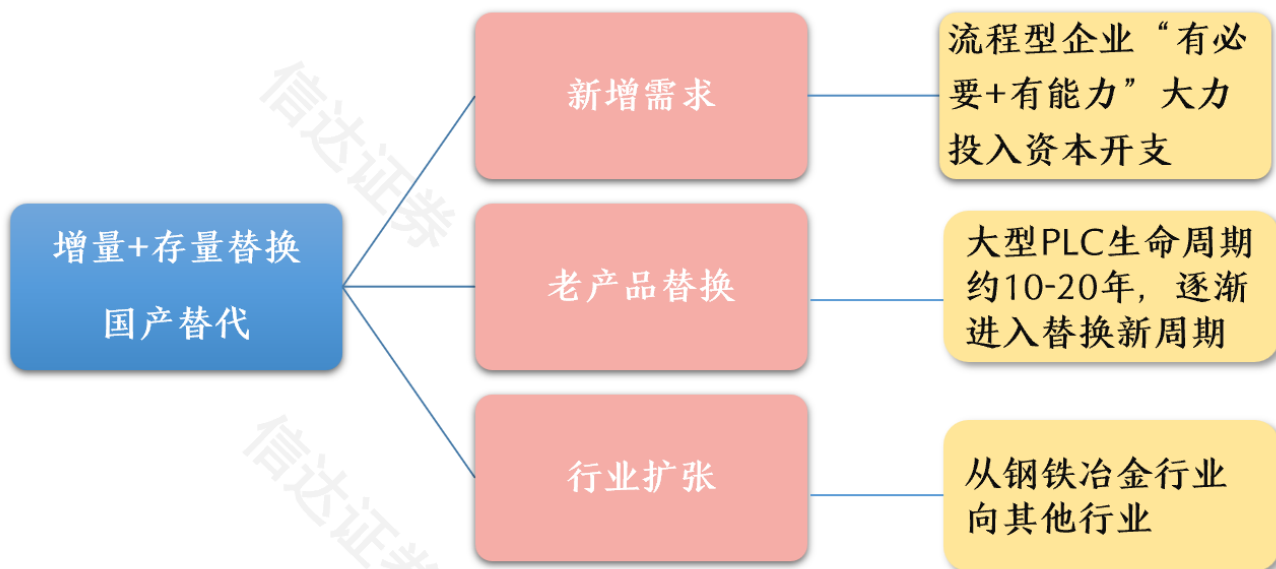 增量+存量替换
国产替代
新增需求
流程型企业“有必
要+有能力”大力
投入资本开支
老产品替换
大型PLC生命周期
约10-20年，逐渐
进入替换新周期
行业扩张
从钢铁冶金行业
向其他行业
信达证券
信达证券